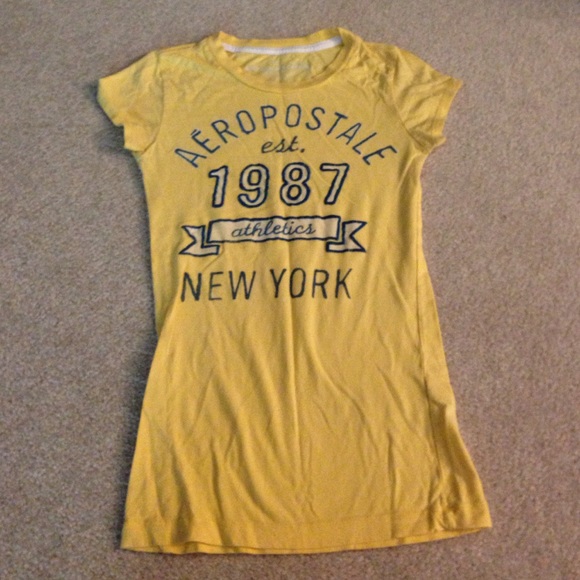 AÉROPOSTALE
est.
1987
athletics
NEW YORK